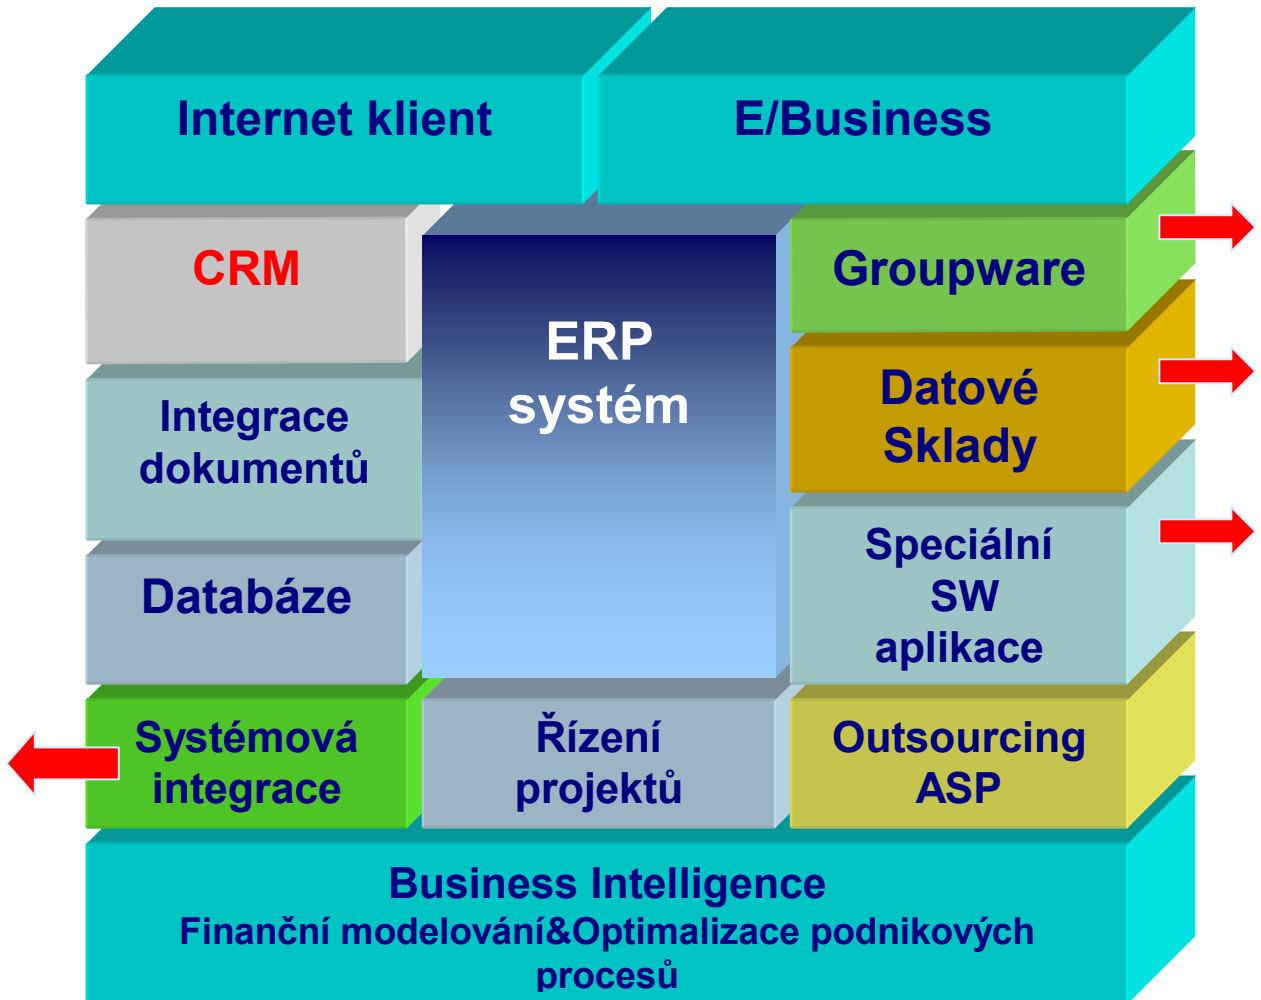 Internet klient
E/Business
CRM
ERP
systém
Groupware
Datové
Sklady
Integrace
dokumentů
Databáze
Speciální
SW
aplikace
Systémová
integrace
Řízení
projektů
Outsourcing
ASP
Business Intelligence
Finanční modelování&Optimalizace podnikových
procesů